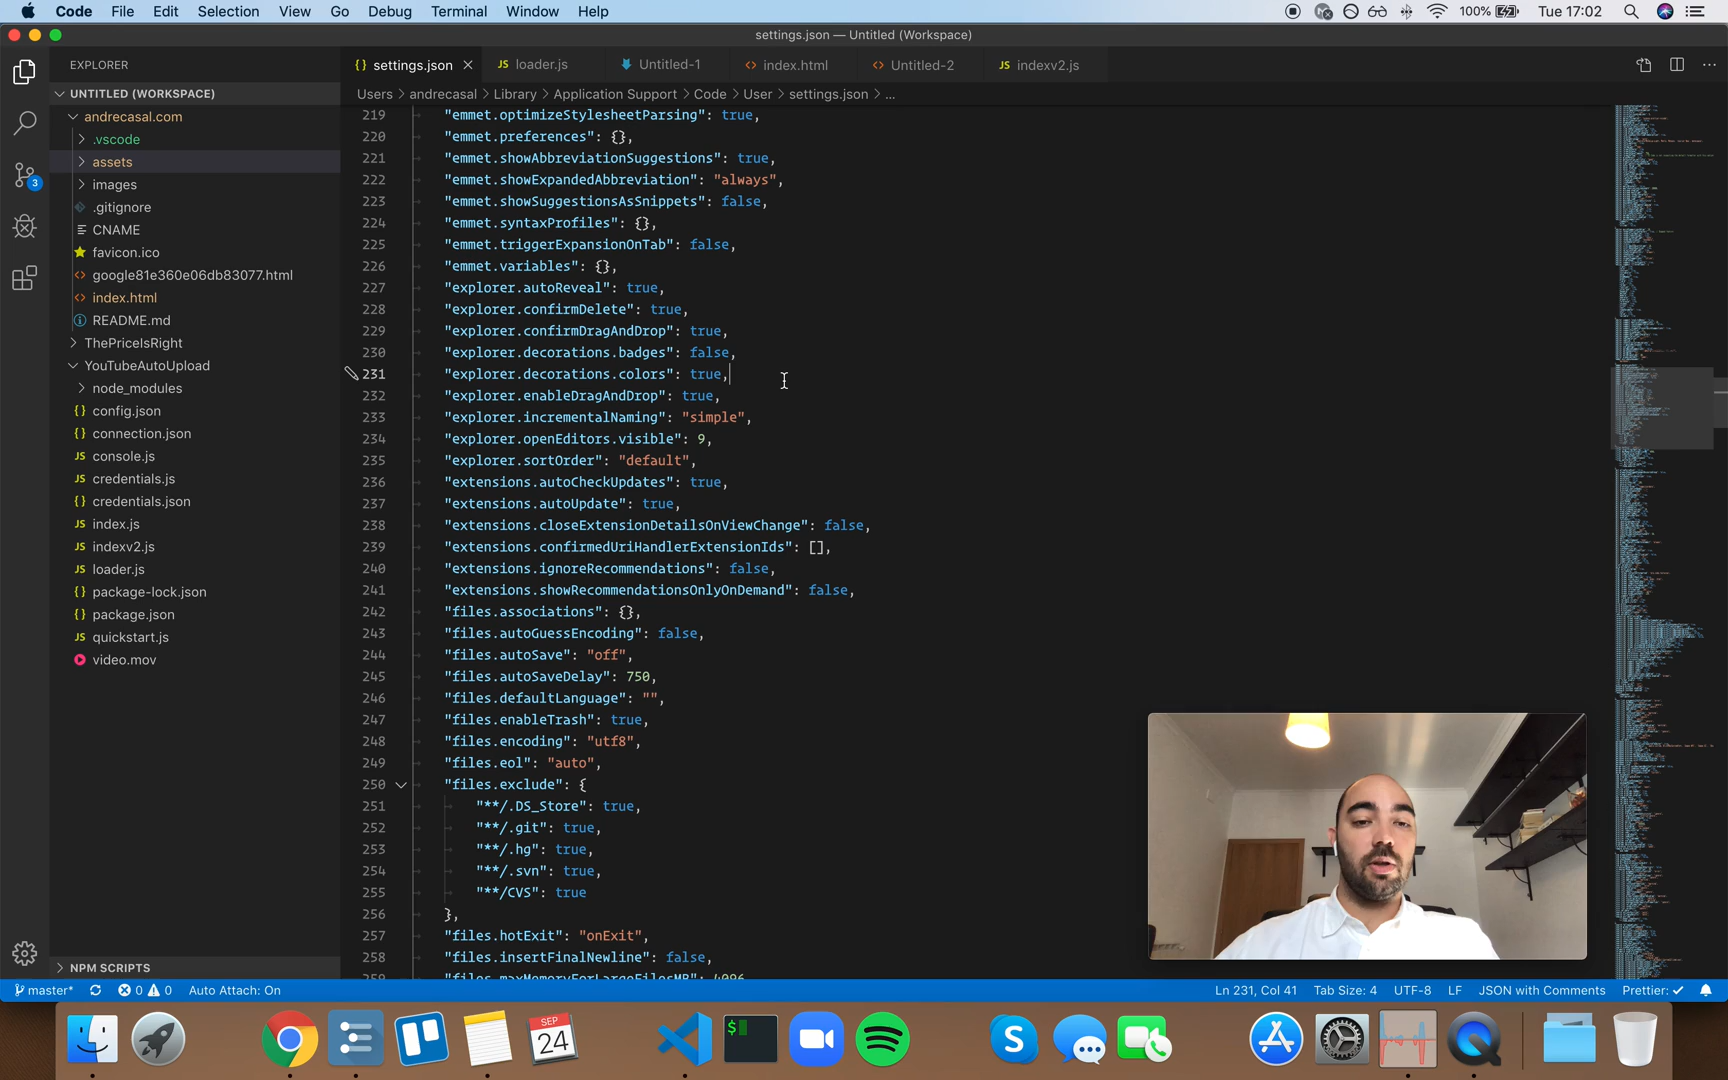 Code File Edit Selection View Go Debug Terminal Window Help 100% Tue 17:02
settings.json — Untitled (Workspace)
EXPLORER
UNTITLED (WORKSPACE)
andrecasal.com
.vscode
assets
images
.gitignore
CNAME
favicon.ico
google81e360e06db83077.html
index.html
README.md
ThePriceIsRight
YouTubeAutoUpload
node_modules
{} config.json
{} connection.json
JS console.js
JS credentials.js
{} credentials.json
JS index.js
JS indexv2.js
JS loader.js
{} package-lock.json
{} package.json
JS quickstart.js
video.mov
NPM SCRIPTS
3
{} settings.json JS loader.js Untitled-1 <> index.html <> Untitled-2 JS indexv2.js
Users > andrecasal > Library > Application Support > Code > User > settings.json > ...
219 "emmet.optimizeStylesheetParsing": true,
220 "emmet.preferences": {},
221 "emmet.showAbbreviationSuggestions": true,
222 "emmet.showExpandedAbbreviation": "always",
223 "emmet.showSuggestionsAsSnippets": false,
224 "emmet.syntaxProfiles": {},
225 "emmet.triggerExpansionOnTab": false,
226 "emmet.variables": {},
227 "explorer.autoReveal": true,
228 "explorer.confirmDelete": true,
229 "explorer.confirmDragAndDrop": true,
230 "explorer.decorations.badges": false,
231 "explorer.decorations.colors": true,
232 "explorer.enableDragAndDrop": true,
233 "explorer.incrementalNaming": "simple",
234 "explorer.openEditors.visible": 9,
235 "explorer.sortOrder": "default",
236 "extensions.autoCheckUpdates": true,
237 "extensions.autoUpdate": true,
238 "extensions.closeExtensionDetailsOnViewChange": false,
239 "extensions.confirmedUriHandlerExtensionIds": [],
240 "extensions.ignoreRecommendations": false,
241 "extensions.showRecommendationsOnlyOnDemand": false,
242 "files.associations": {},
243 "files.autoGuessEncoding": false,
244 "files.autoSave": "off",
245 "files.autoSaveDelay": 750,
246 "files.defaultLanguage": "",
247 "files.enableTrash": true,
248 "files.encoding": "utf8",
249 "files.eol": "auto",
250 "files.exclude": {
251 "**/.DS_Store": true,
252 "**/.git": true,
253 "**/.hg": true,
254 "**/.svn": true,
255 "**/CVS": true
256 },
257 "files.hotExit": "onExit",
258 "files.insertFinalNewline": false,
259 "files.maxMemoryForLargeFilesMB": 4096
master* 0 0 Auto Attach: On Ln 231, Col 41 Tab Size: 4 UTF-8 LF JSON with Comments Prettier: ✓
SEP
24
$